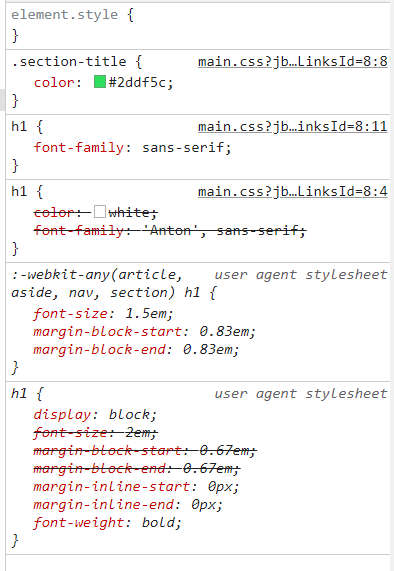 element.style {
}
.section-title { main.css?jb…LinksId=8:8
color: #2ddf5c;
}
h1 { main.c…inksId=8:11
font-family: sans-serif;
}
h1 { main.css?jb…LinksId=8:4
color: white;
font-family: 'Anton', sans-serif;
}
:-webkit-any(article, user agent stylesheet
aside, nav, section) h1 {
font-size: 1.5em;
margin-block-start: 0.83em;
margin-block-end: 0.83em;
}
h1 { user agent stylesheet
display: block;
font-size: 2em;
margin-block-start: 0.67em;
margin-block-end: 0.67em;
margin-inline-start: 0px;
margin-inline-end: 0px;
font-weight: bold;
}